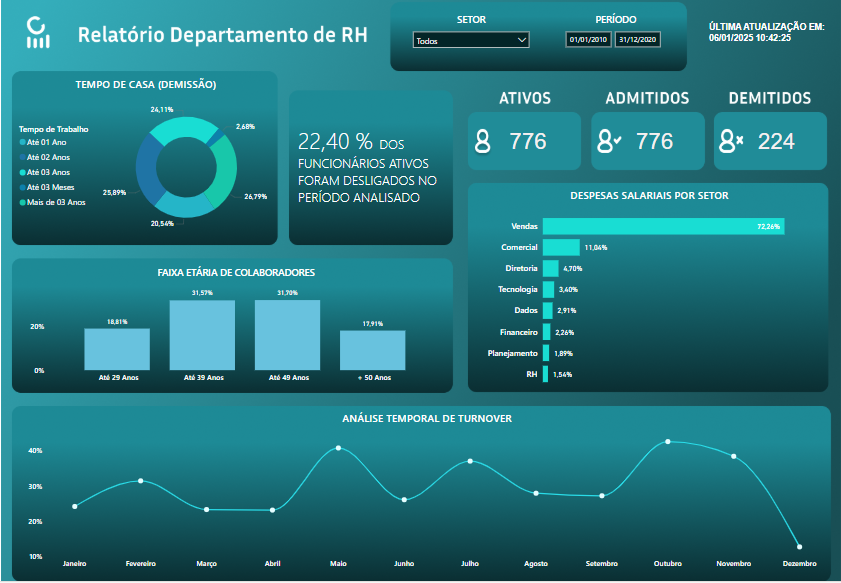 Relatório Departamento de RH
SETOR
Todos
PERÍODO
01/01/2010 31/12/2020
ÚLTIMA ATUALIZAÇÃO EM:
06/01/2025 10:42:25
TEMPO DE CASA (DEMISSÃO)
Tempo de Trabalho
Até 01 Ano
Até 02 Anos
Até 03 Anos
Até 03 Meses
Mais de 03 Anos
24,11%
2,68%
26,79%
20,54%
25,89%
22,40 % DOS
FUNCIONÁRIOS ATIVOS
FORAM DESLIGADOS NO
PERÍODO ANALISADO
ATIVOS
776
ADMITIDOS
776
DEMITIDOS
224
DESPESAS SALARIAIS POR SETOR
Vendas 72,26%
Comercial 11,04%
Diretoria 4,70%
Tecnologia 3,40%
Dados 2,91%
Financeiro 2,26%
Planejamento 1,89%
RH 1,54%
FAIXA ETÁRIA DE COLABORADORES
20%
0%
18,81%
31,57%
31,70%
17,91%
Até 29 Anos
Até 39 Anos
Até 49 Anos
+ 50 Anos
ANÁLISE TEMPORAL DE TURNOVER
40%
30%
20%
10%
Janeiro
Fevereiro
Março
Abril
Maio
Junho
Julho
Agosto
Setembro
Outubro
Novembro
Dezembro